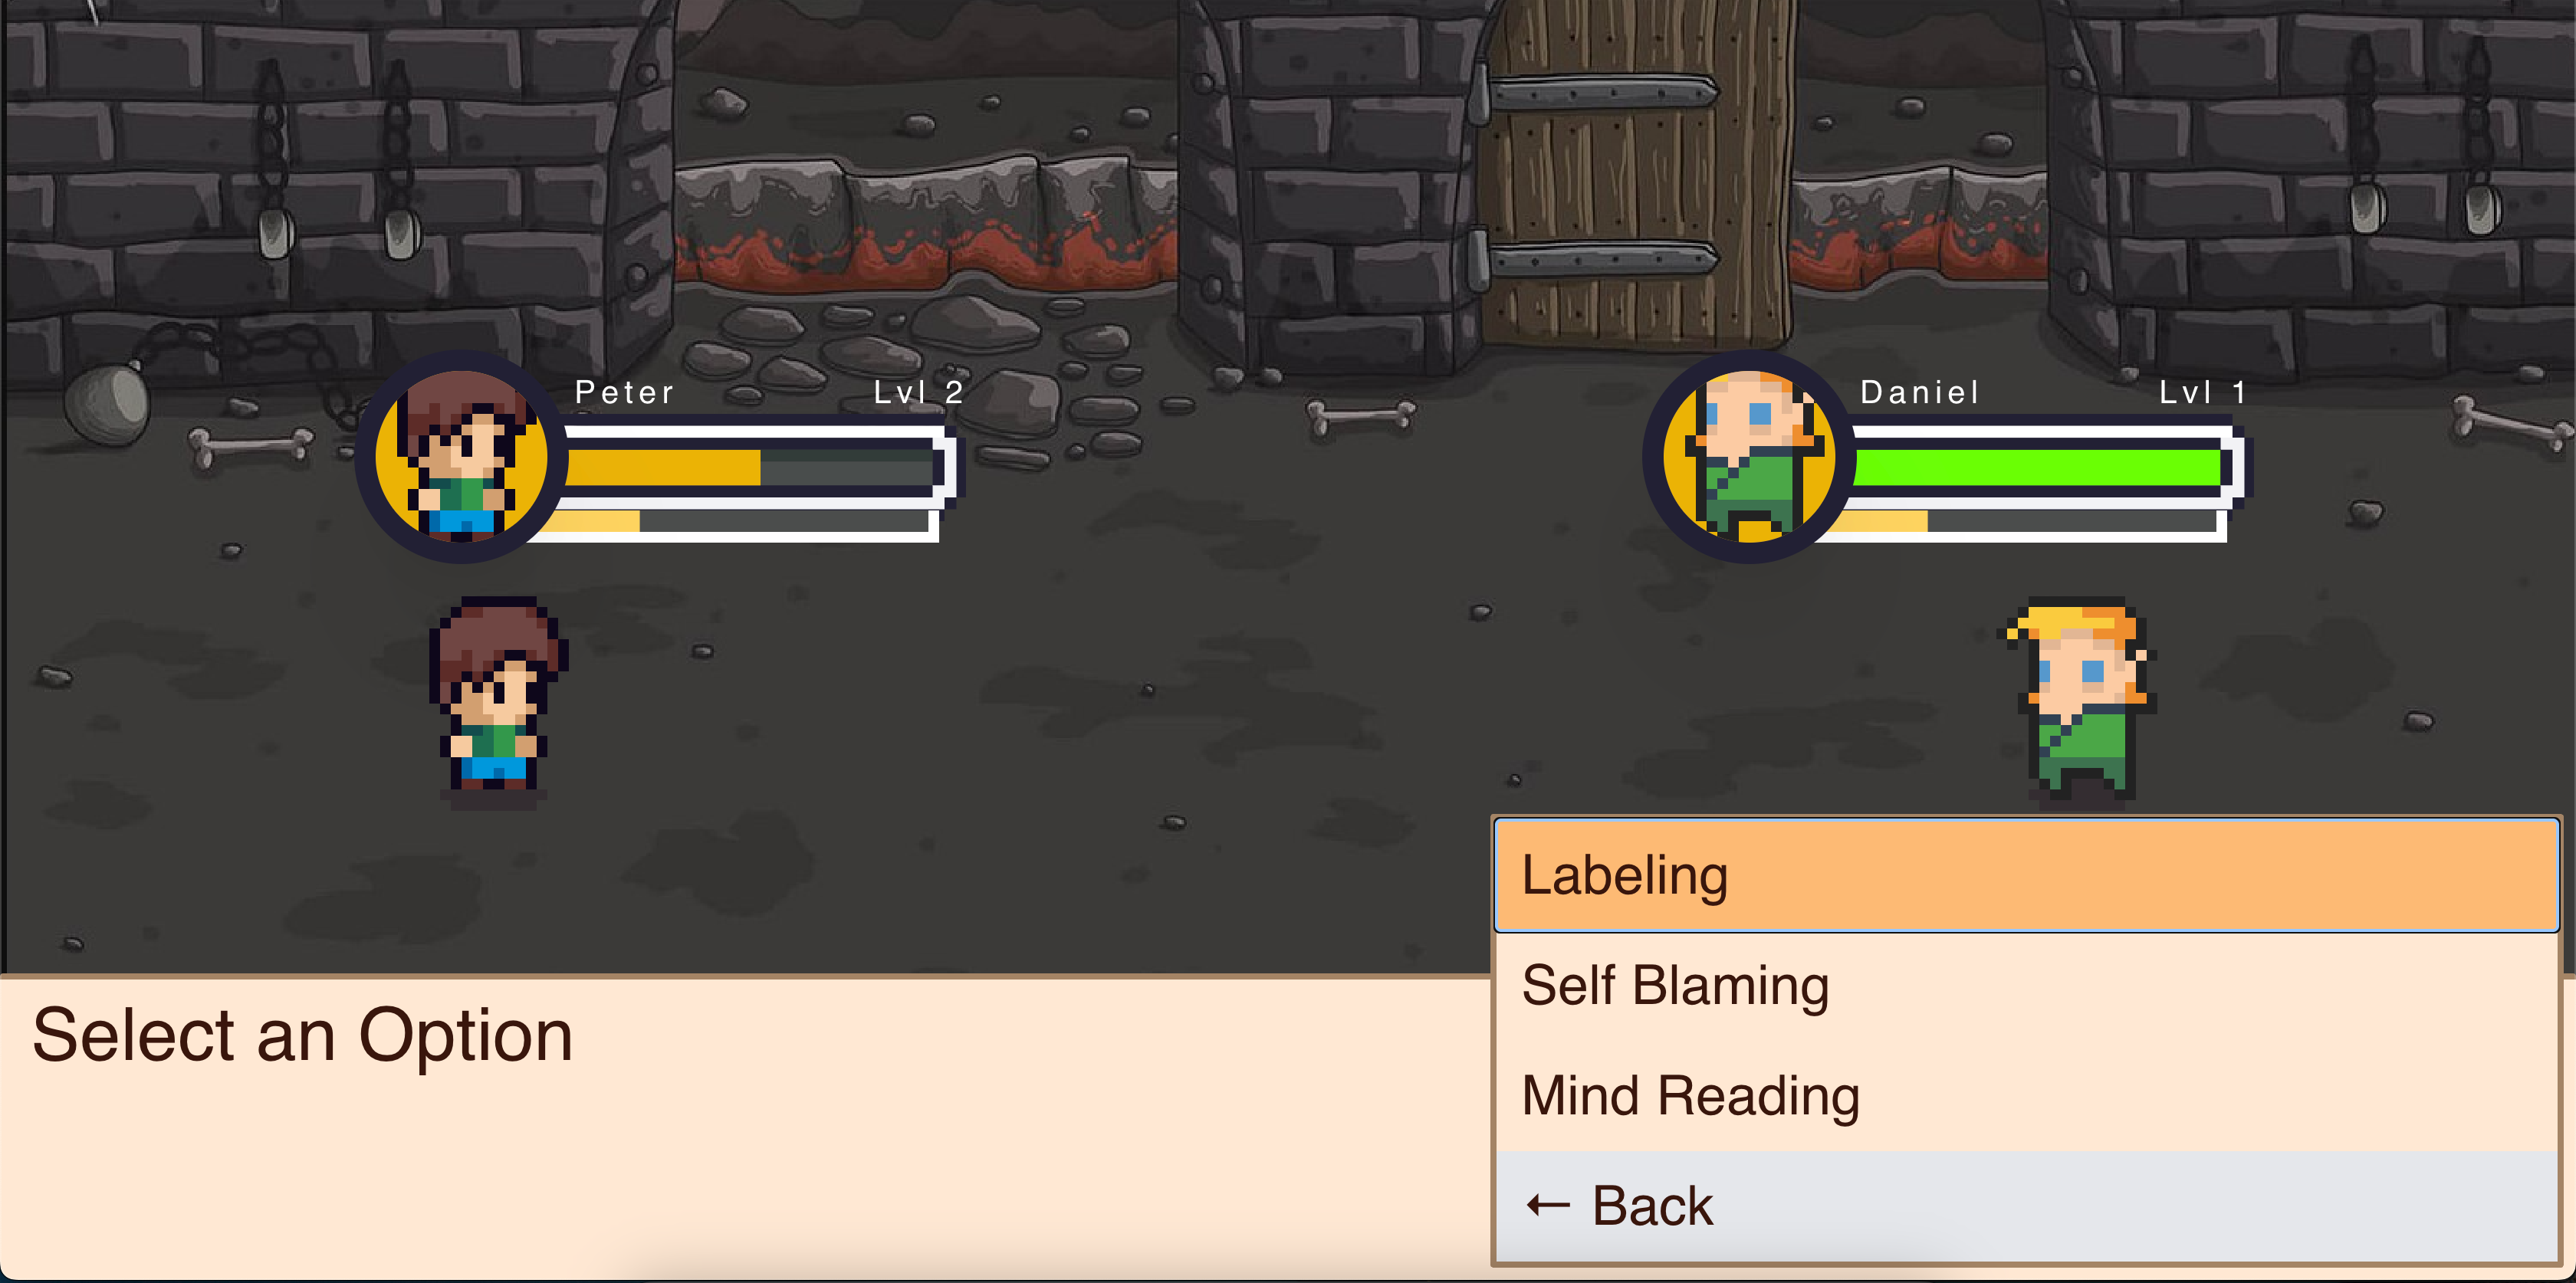 Peter Lvl 2
Daniel Lvl 1
Labeling
Self Blaming
Select an Option
Mind Reading
← Back